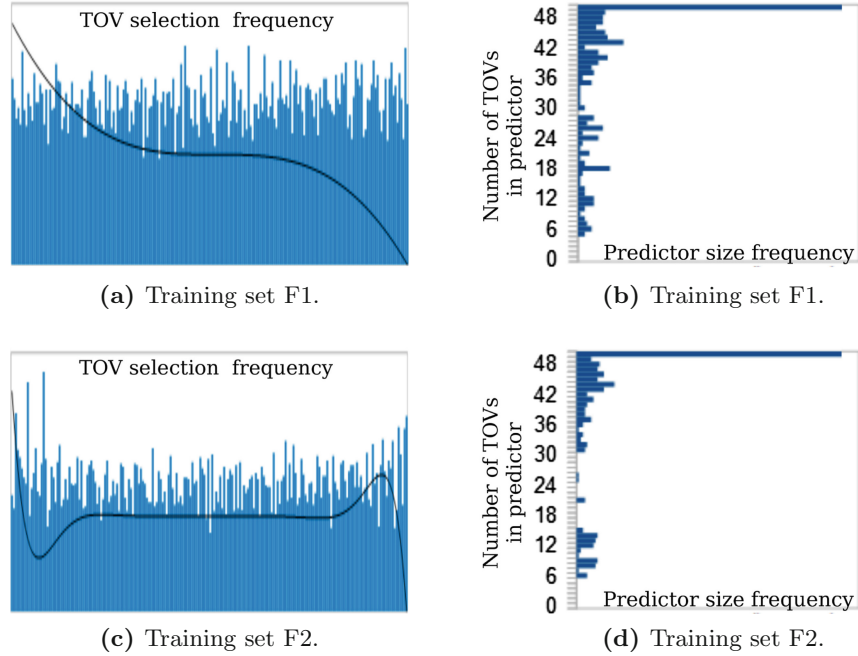 TOV selection frequency
(a) Training set F1.
Number of TOVs
in predictor
48
42
36
30
24
18
12
6
0
Predictor size frequency
(b) Training set F1.
TOV selection  frequency
(c) Training set F2.
Number of TOVs
in predictor
48
42
36
30
24
18
12
6
0
Predictor size frequency
(d) Training set F2.